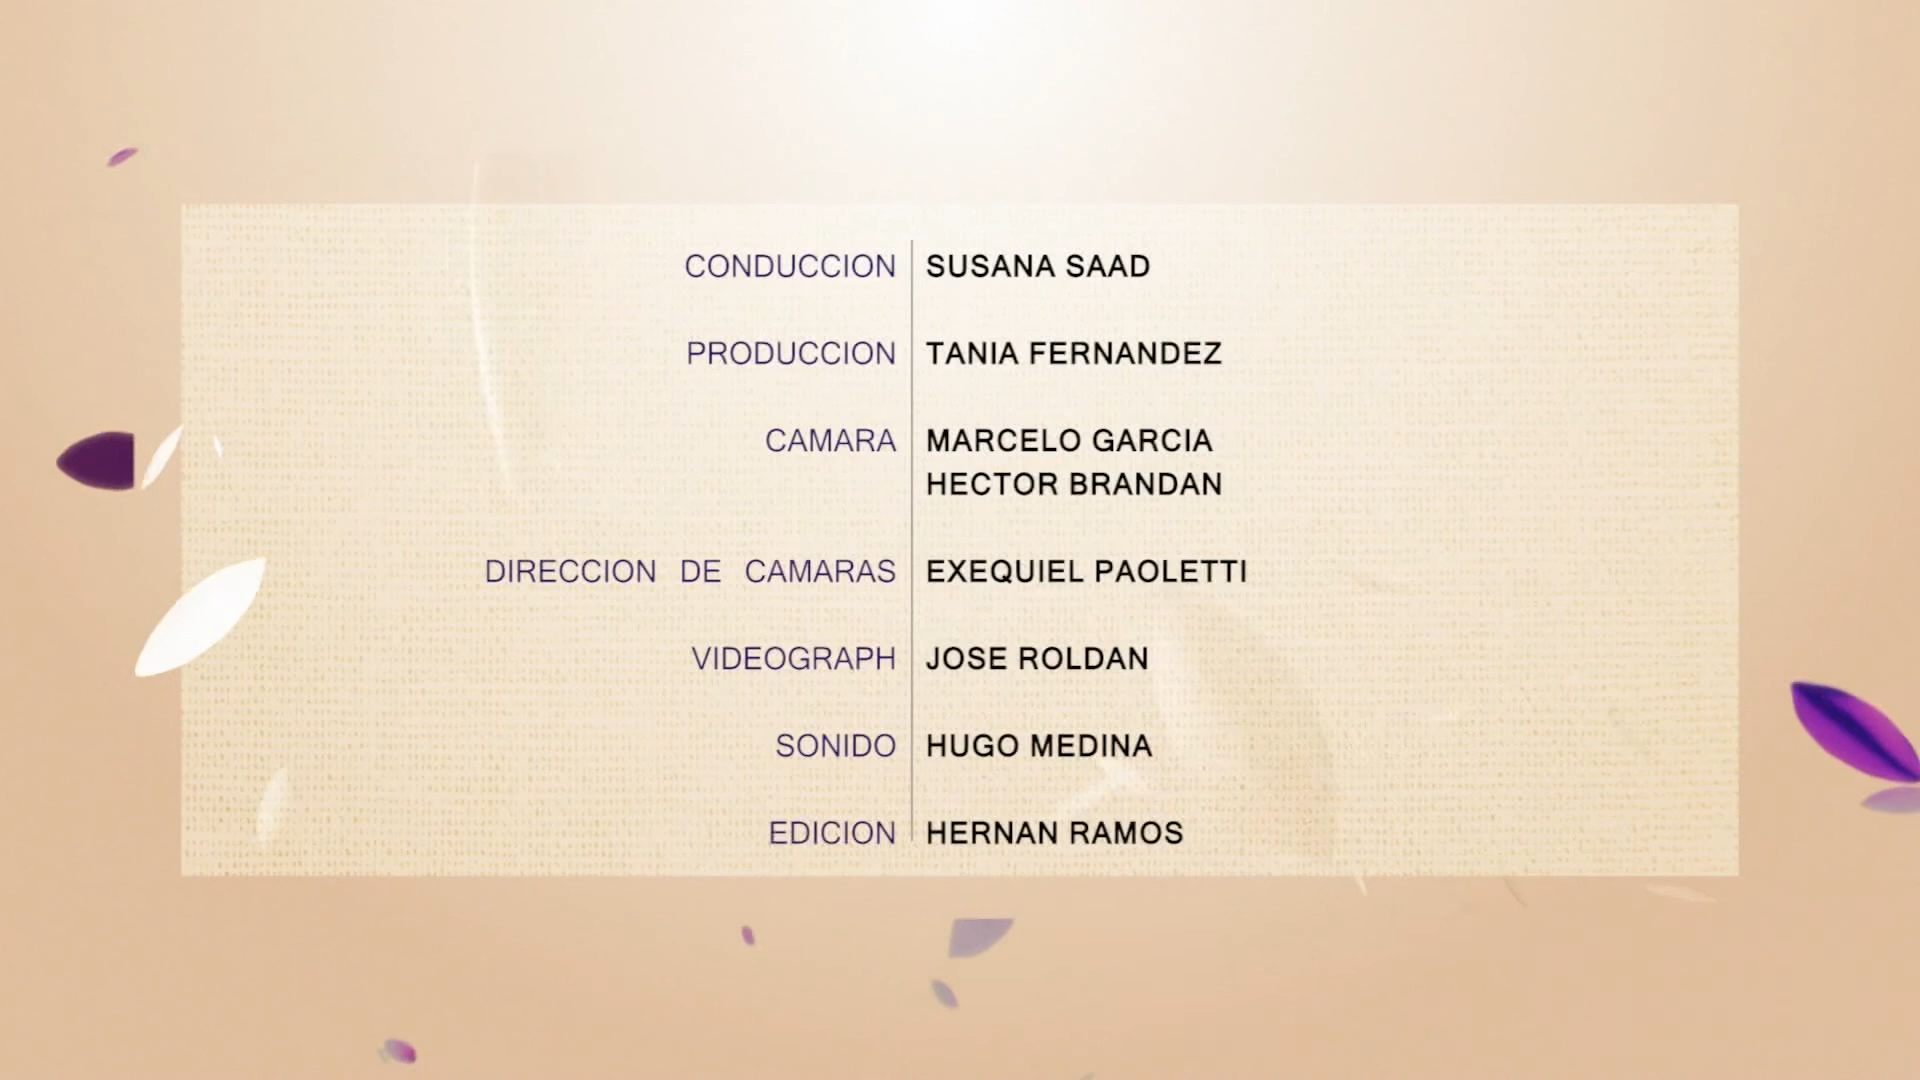 CONDUCCION SUSANA SAAD
PRODUCCION TANIA FERNANDEZ
CAMARA MARCELO GARCIA
HECTOR BRANDAN
DIRECCION DE CAMARAS EXEQUIEL PAOLETTI
VIDEOGRAPH JOSE ROLDAN
SONIDO HUGO MEDINA
EDICION HERNAN RAMOS